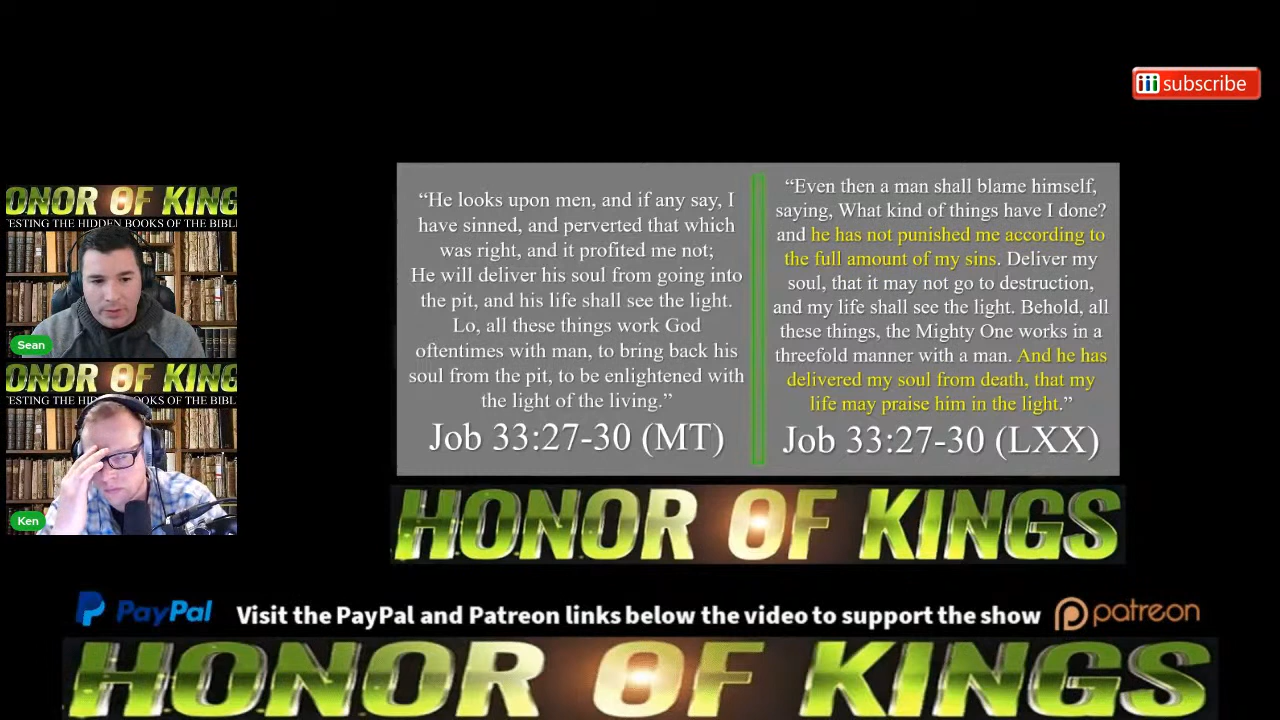 subscribe
ONOR OF KING
ESTING THE HIDDEN BOOKS OF THE BIBL
Sean
ONOR OF KING
ESTING THE HIDDEN BOOKS OF THE BIBL
Ken
“He looks upon men, and if any say, I
have sinned, and perverted that which
was right, and it profited me not;
He will deliver his soul from going into
the pit, and his life shall see the light.
Lo, all these things work God
oftentimes with man, to bring back his
soul from the pit, to be enlightened with
the light of the living.”
Job 33:27-30 (MT)
“Even then a man shall blame himself,
saying, What kind of things have I done?
and he has not punished me according to
the full amount of my sins. Deliver my
soul, that it may not go to destruction,
and my life shall see the light. Behold, all
these things, the Mighty One works in a
threefold manner with a man. And he has
delivered my soul from death, that my
life may praise him in the light.”
Job 33:27-30 (LXX)
HONOR OF KINGS
PayPal Visit the PayPal and Patreon links below the video to support the show patreon
HONOR OF KINGS